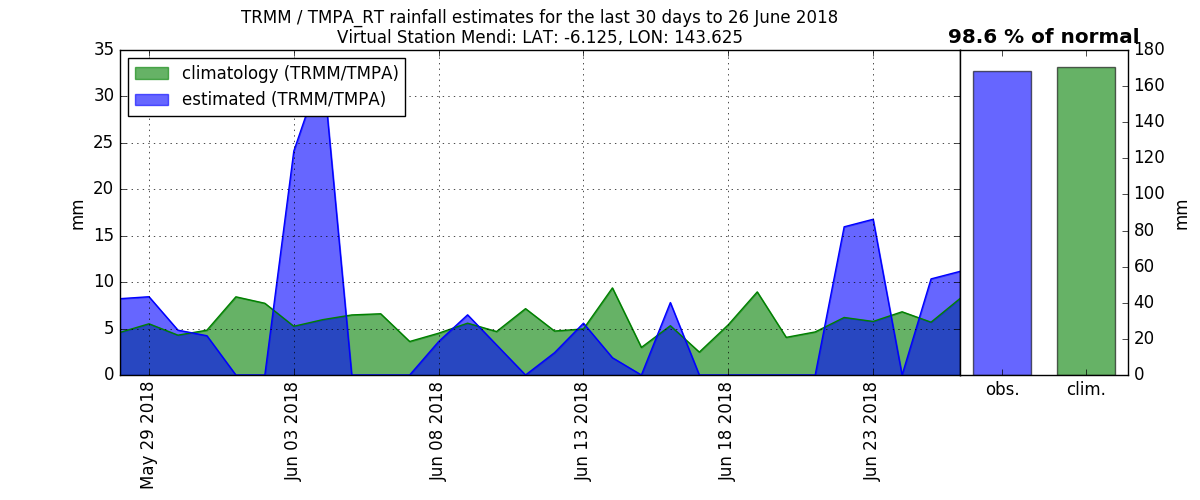 TRMM / TMPA_RT rainfall estimates for the last 30 days to 26 June 2018
Virtual Station Mendi: LAT: -6.125, LON: 143.625
98.6 % of normal
climatology (TRMM/TMPA)
estimated (TRMM/TMPA)
mm
35
30
25
20
15
10
5
0
May 29 2018
Jun 03 2018
Jun 08 2018
Jun 13 2018
Jun 18 2018
Jun 23 2018
obs.
clim.
180
160
140
120
100
80
60
40
20
0
mm